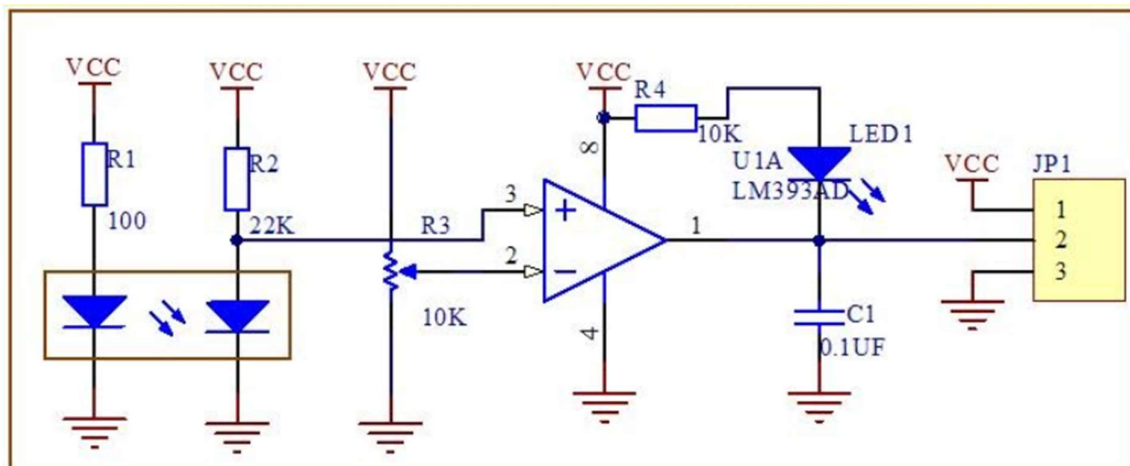 VCC
VCC
VCC
VCC
R4
10K
LED1
R1
100
R2
22K
8
U1A
LM393AD
VCC
JP1
R3
3
+
2
−
1
1
2
3
10K
4
C1
0.1UF